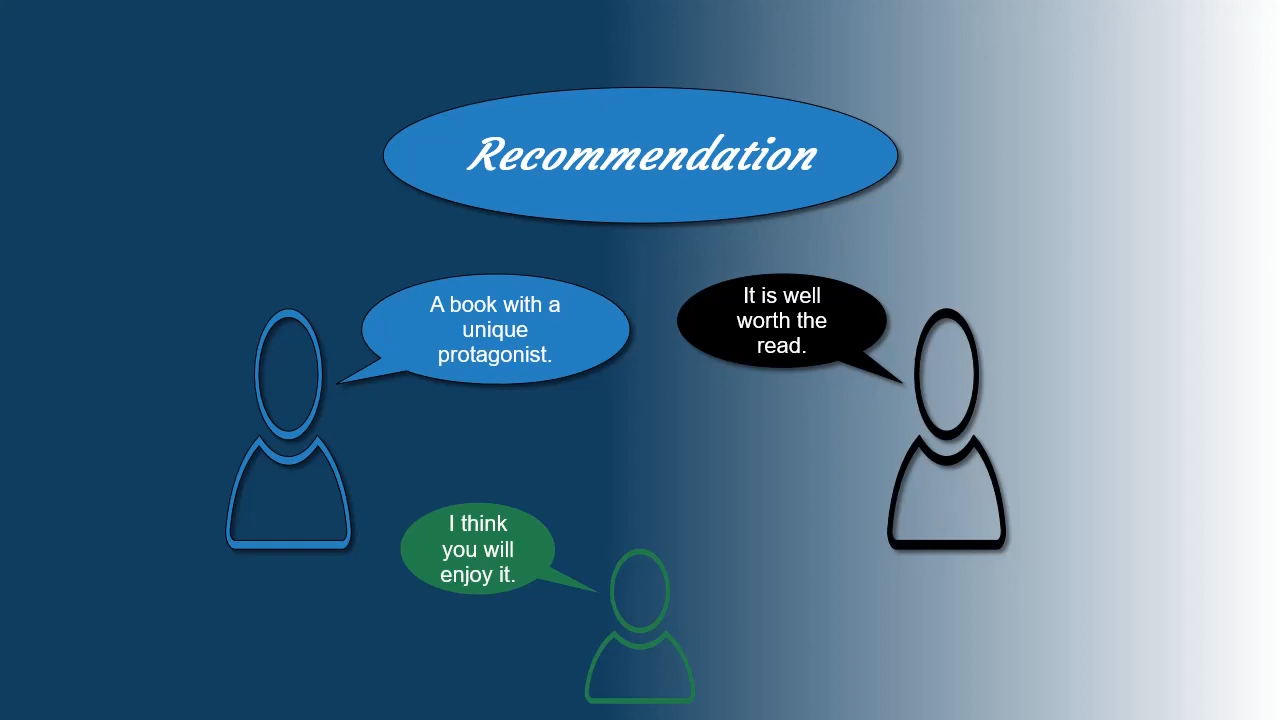 Recommendation
A book with a
unique
protagonist.
It is well
worth the
read.
I think
you will
enjoy it.